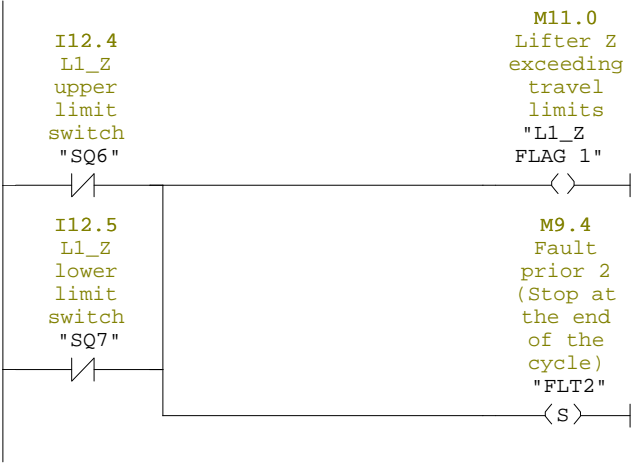 I12.4
L1_Z
upper
limit
switch
"SQ6"
M11.0
Lifter Z
exceeding
travel
limits
"L1_Z
FLAG 1"
I12.5
L1_Z
lower
limit
switch
"SQ7"
M9.4
Fault
prior 2
(Stop at
the end
of the
cycle)
"FLT2"
S